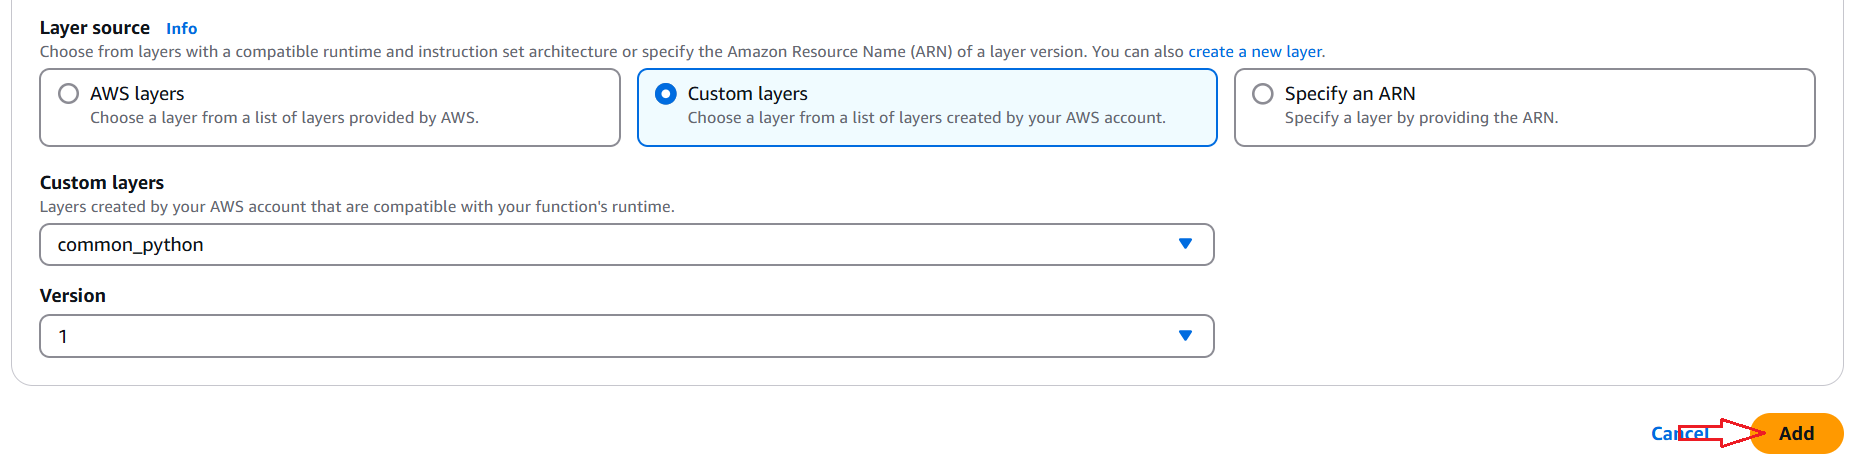 Layer source Info
Choose from layers with a compatible runtime and instruction set architecture or specify the Amazon Resource Name (ARN) of a layer version. You can also create a new layer.
AWS layers
Choose a layer from a list of layers provided by AWS.
Custom layers
Choose a layer from a list of layers created by your AWS account.
Specify an ARN
Specify a layer by providing the ARN.
Custom layers
Layers created by your AWS account that are compatible with your function's runtime.
common_python
Version
1
Cancel Add